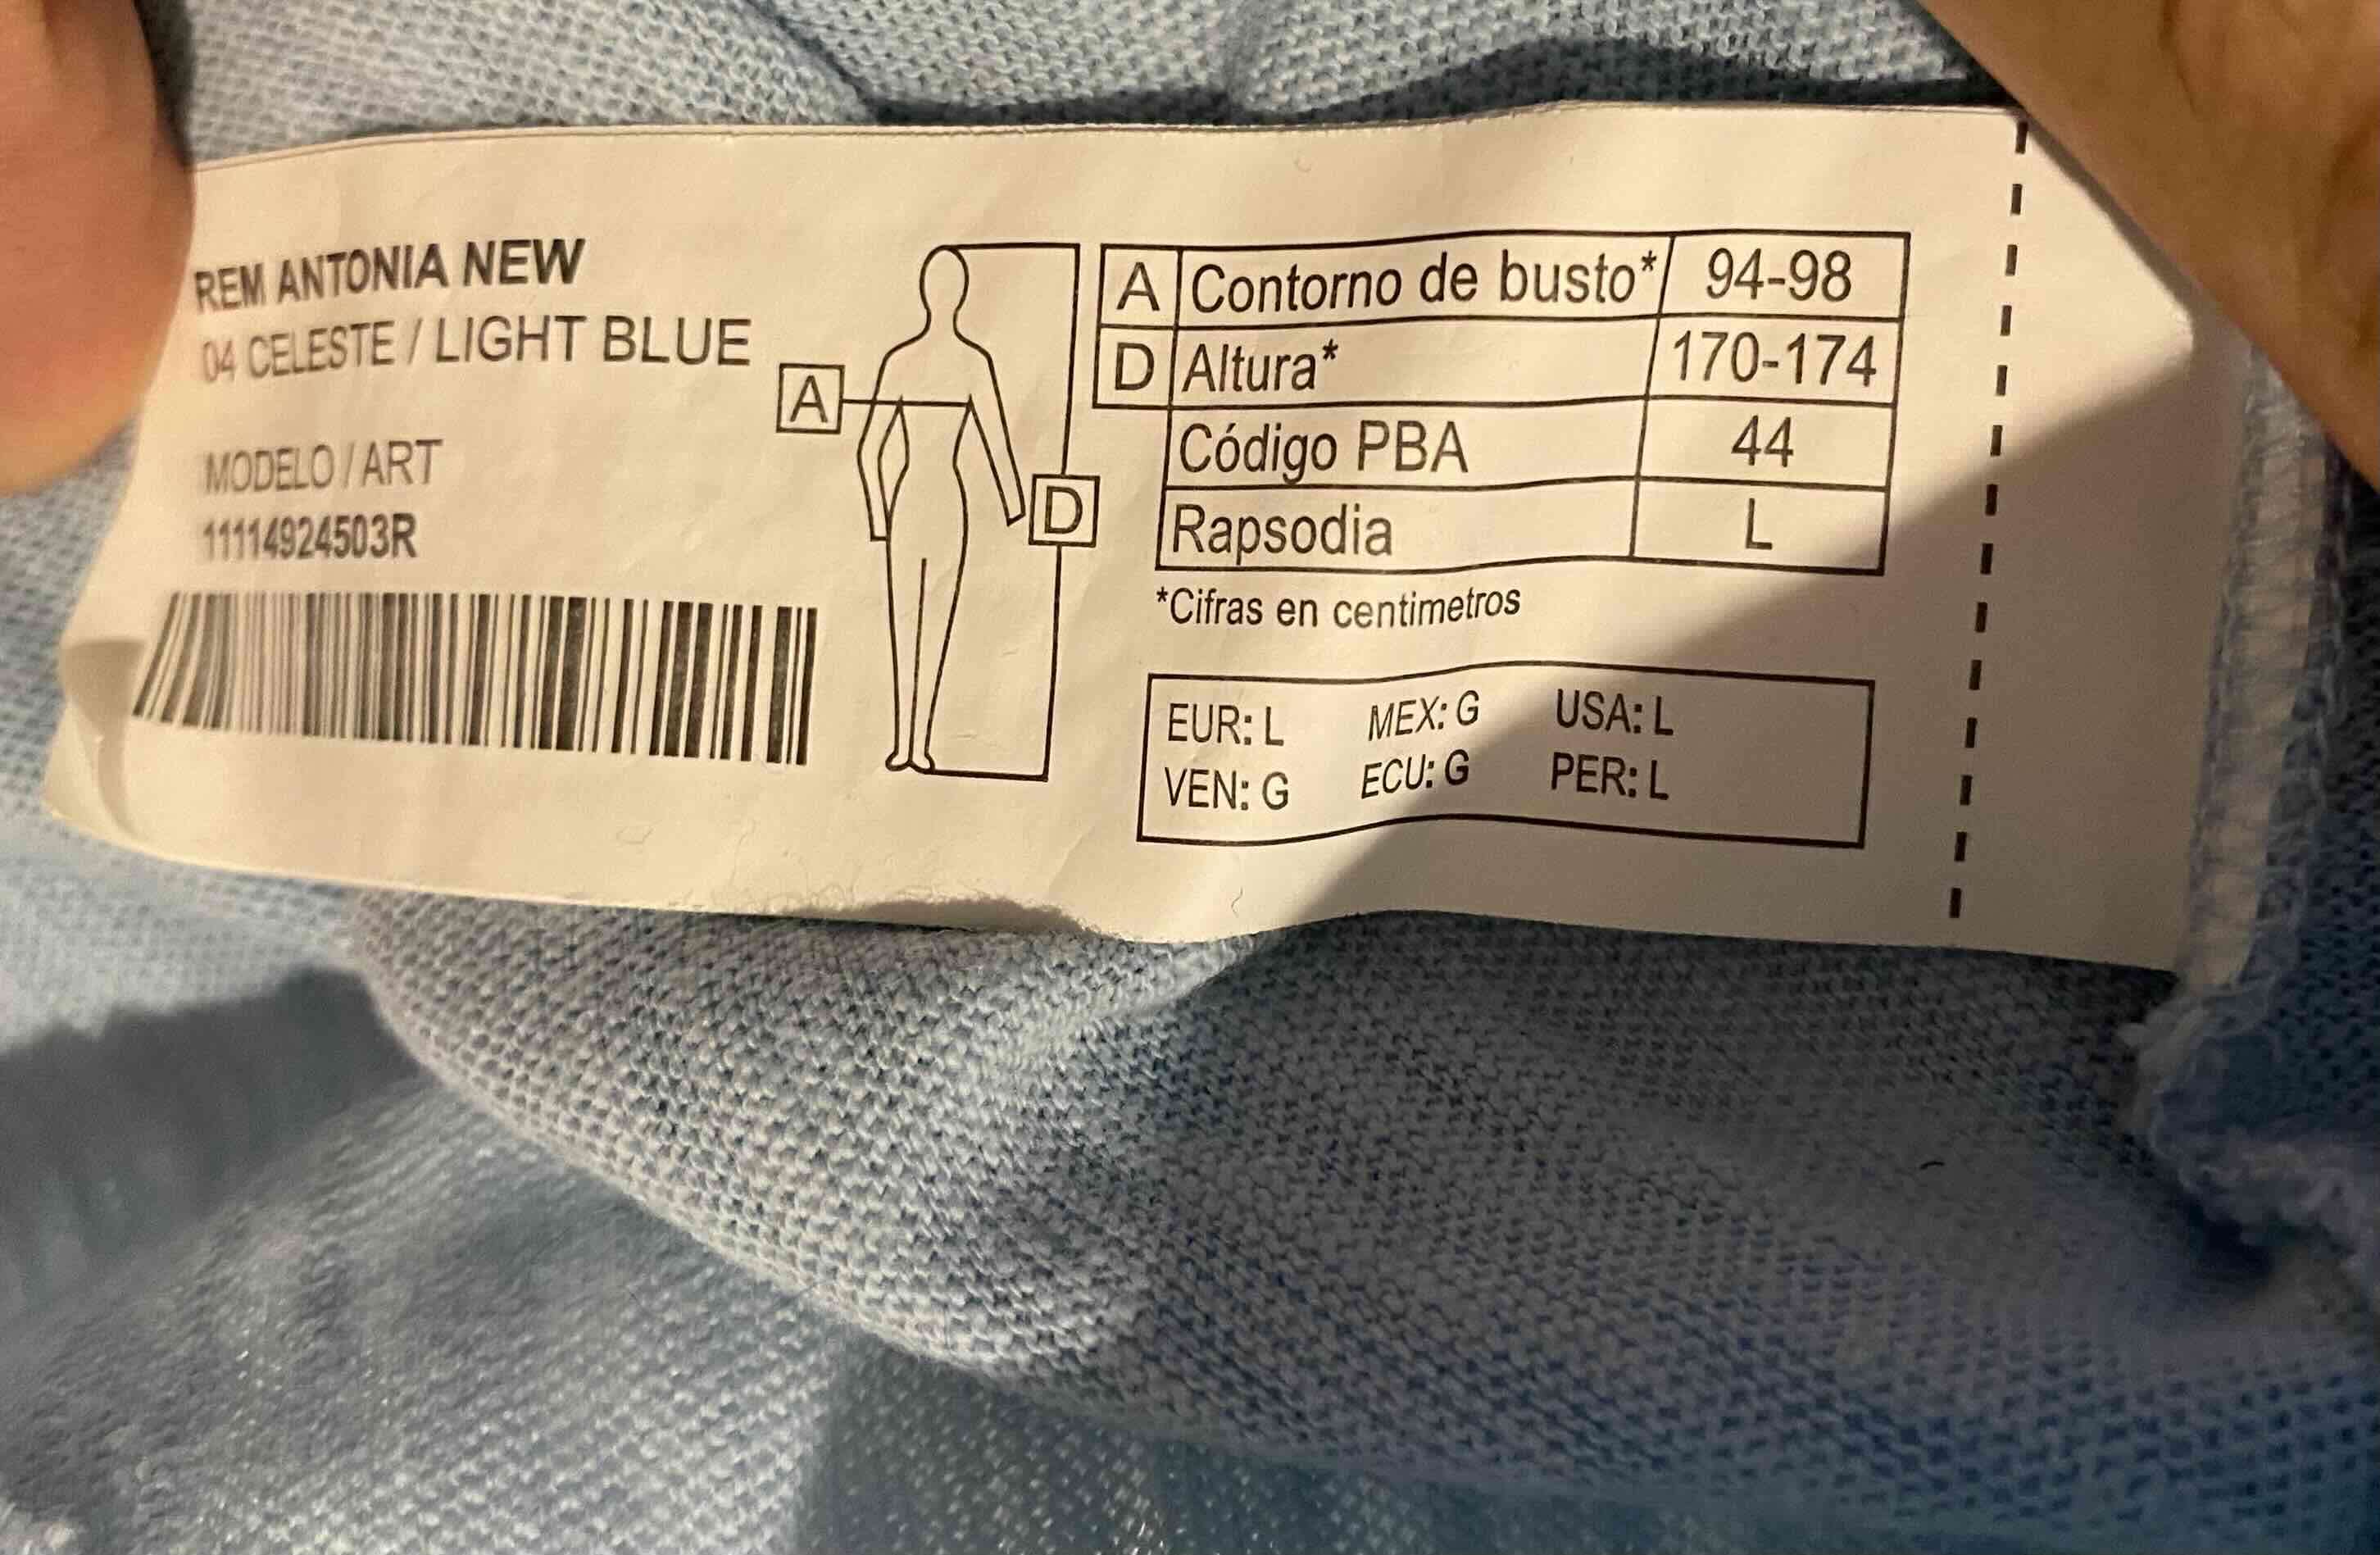 REM ANTONIA NEW
04 CELESTE / LIGHT BLUE
MODELO / ART
11114924503R
A
D
A Contorno de busto* 94-98
D Altura* 170-174
Código PBA 44
Rapsodia L
*Cifras en centimetros
EUR: L MEX: G USA: L
VEN: G ECU: G PER: L